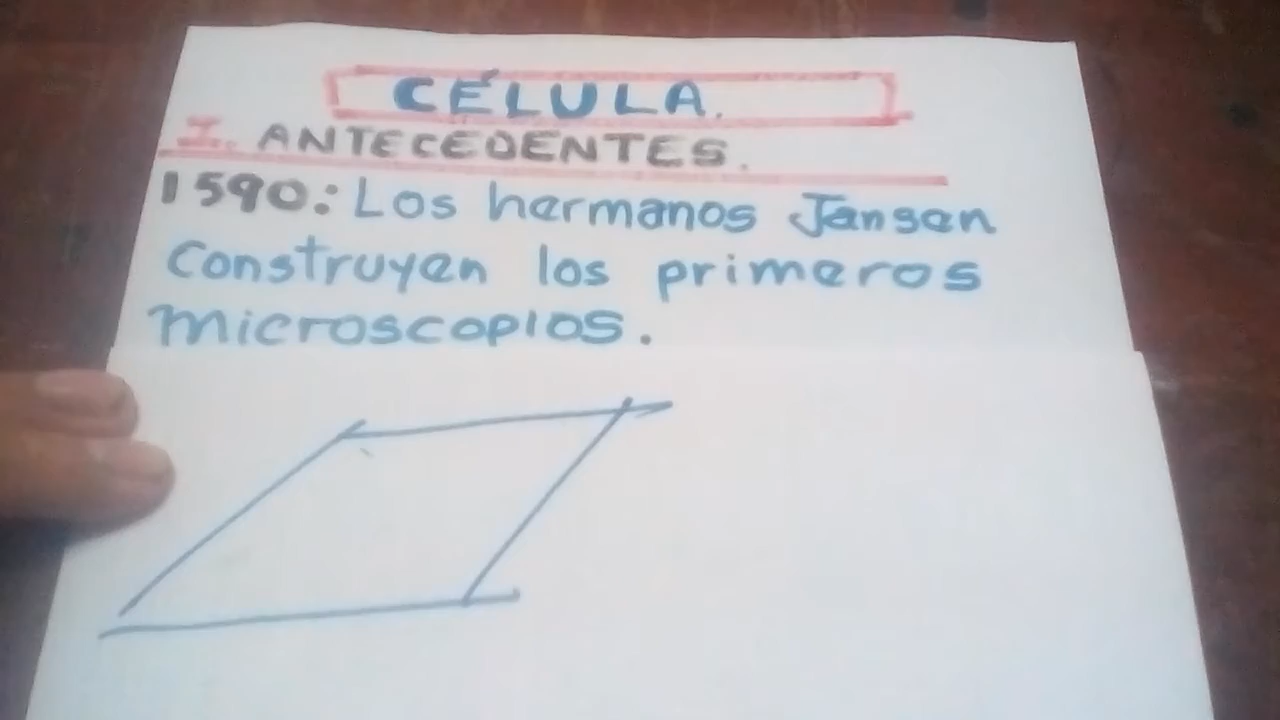 CÉLULA.
I. ANTECEDENTES.
1590: Los hermanos Jansen
Construyen los primeros
microscopios.